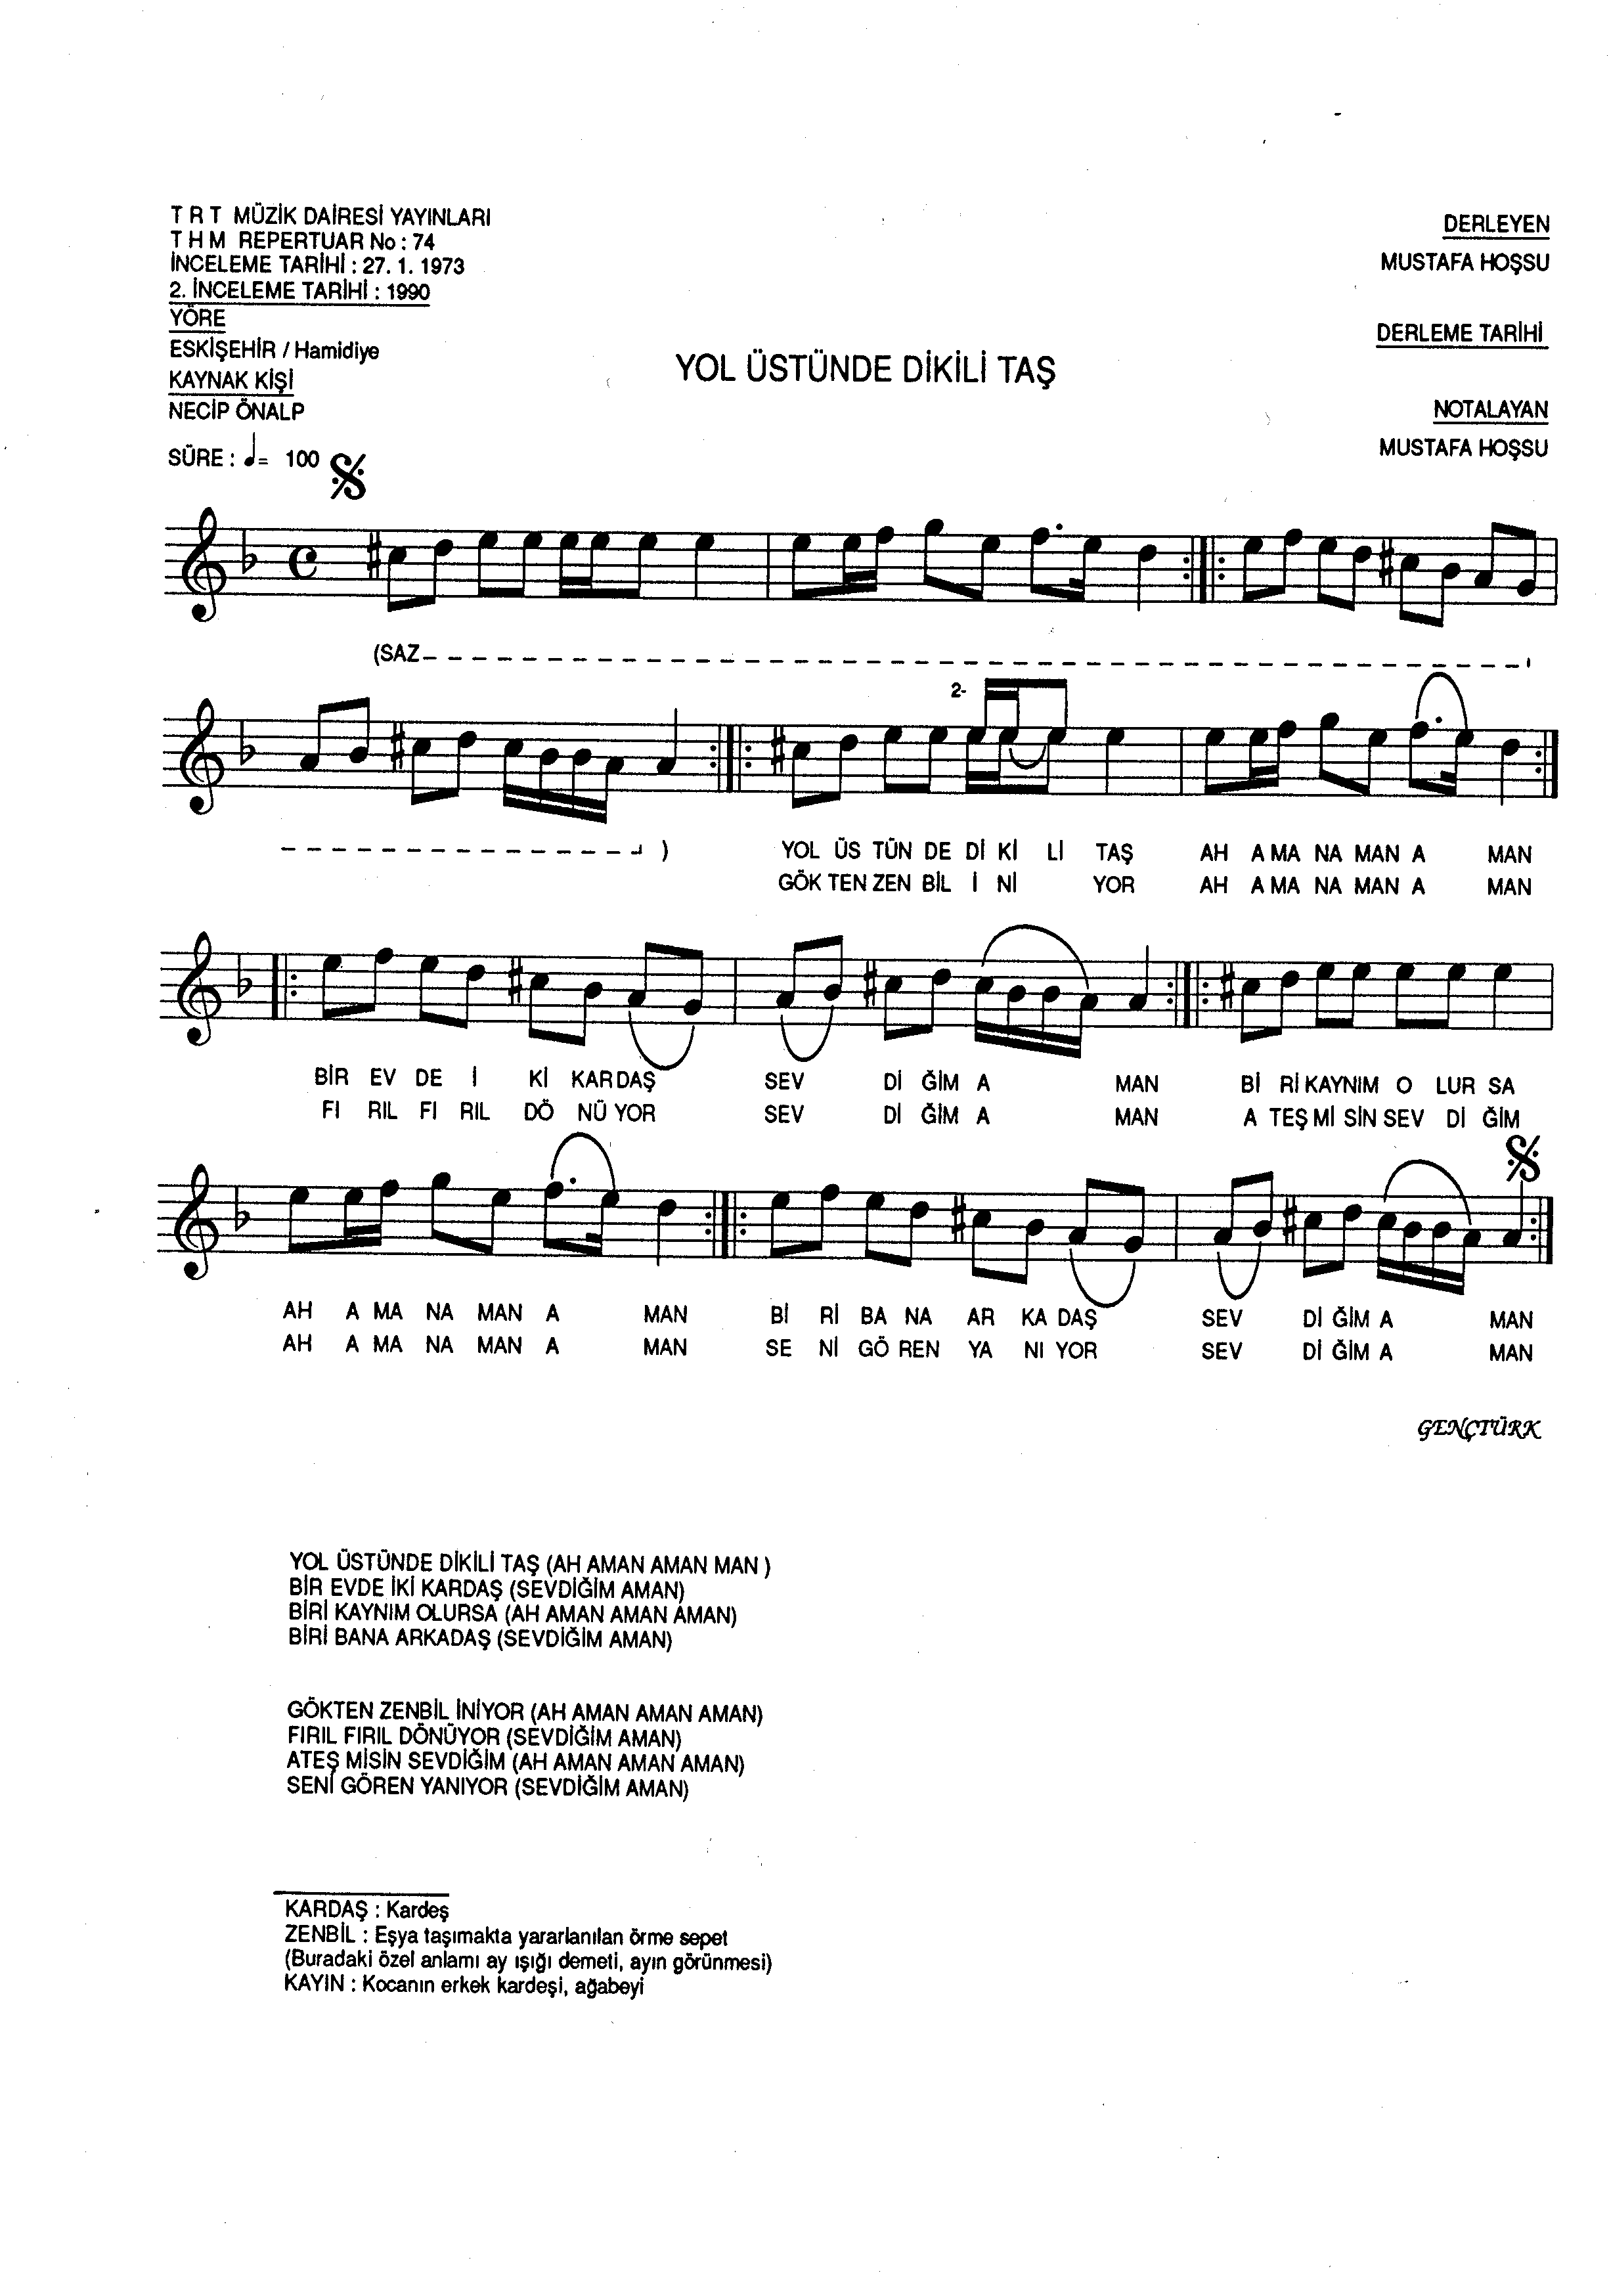 T R T MÜZİK DAİRESİ YAYINLARI
T H M REPERTUAR No : 74
İNCELEME TARİHİ : 27. 1. 1973
2. İNCELEME TARİHİ : 1990
YÖRE
ESKİŞEHİR / Hamidiye
KAYNAK KİŞİ
NECİP ÖNALP
SÜRE : ♩= 100
DERLEYEN
MUSTAFA HOŞSU
DERLEME TARİHİ
NOTALAYAN
MUSTAFA HOŞSU
YOL ÜSTÜNDE DİKİLİ TAŞ
(SAZ
2-
)
YOL ÜS TÜN DE Dİ Kİ Lİ TAŞ AH A MA NA MAN A MAN
GÖK TEN ZEN BİL İ Nİ YOR AH A MA NA MAN A MAN
BİR EV DE İ Kİ KAR DAŞ SEV Dİ ĞİM A MAN Bİ Rİ KAYNIM O LUR SA
FI RIL FI RIL DÖ NÜ YOR SEV Dİ ĞİM A MAN A TEŞ Mİ SİN SEV Dİ ĞİM
AH A MA NA MAN A MAN Bİ Rİ BA NA AR KA DAŞ SEV Dİ ĞİM A MAN
AH A MA NA MAN A MAN SE Nİ GÖ REN YA NI YOR SEV Dİ ĞİM A MAN
GENÇTÜRK
YOL ÜSTÜNDE DİKİLİ TAŞ (AH AMAN AMAN MAN )
BİR EVDE İKİ KARDAŞ (SEVDİĞİM AMAN)
BİRİ KAYNIM OLURSA (AH AMAN AMAN AMAN)
BİRİ BANA ARKADAŞ (SEVDİĞİM AMAN)
GÖKTEN ZENBİL İNİYOR (AH AMAN AMAN AMAN)
FIRIL FIRIL DÖNÜYOR (SEVDİĞİM AMAN)
ATEŞ MİSİN SEVDİĞİM (AH AMAN AMAN AMAN)
SENİ GÖREN YANIYOR (SEVDİĞİM AMAN)
KARDAŞ : Kardeş
ZENBİL : Eşya taşımakta yararlanılan örme sepet
(Buradaki özel anlamı ay ışığı demeti, ayın görünmesi)
KAYIN : Kocanın erkek kardeşi, ağabeyi